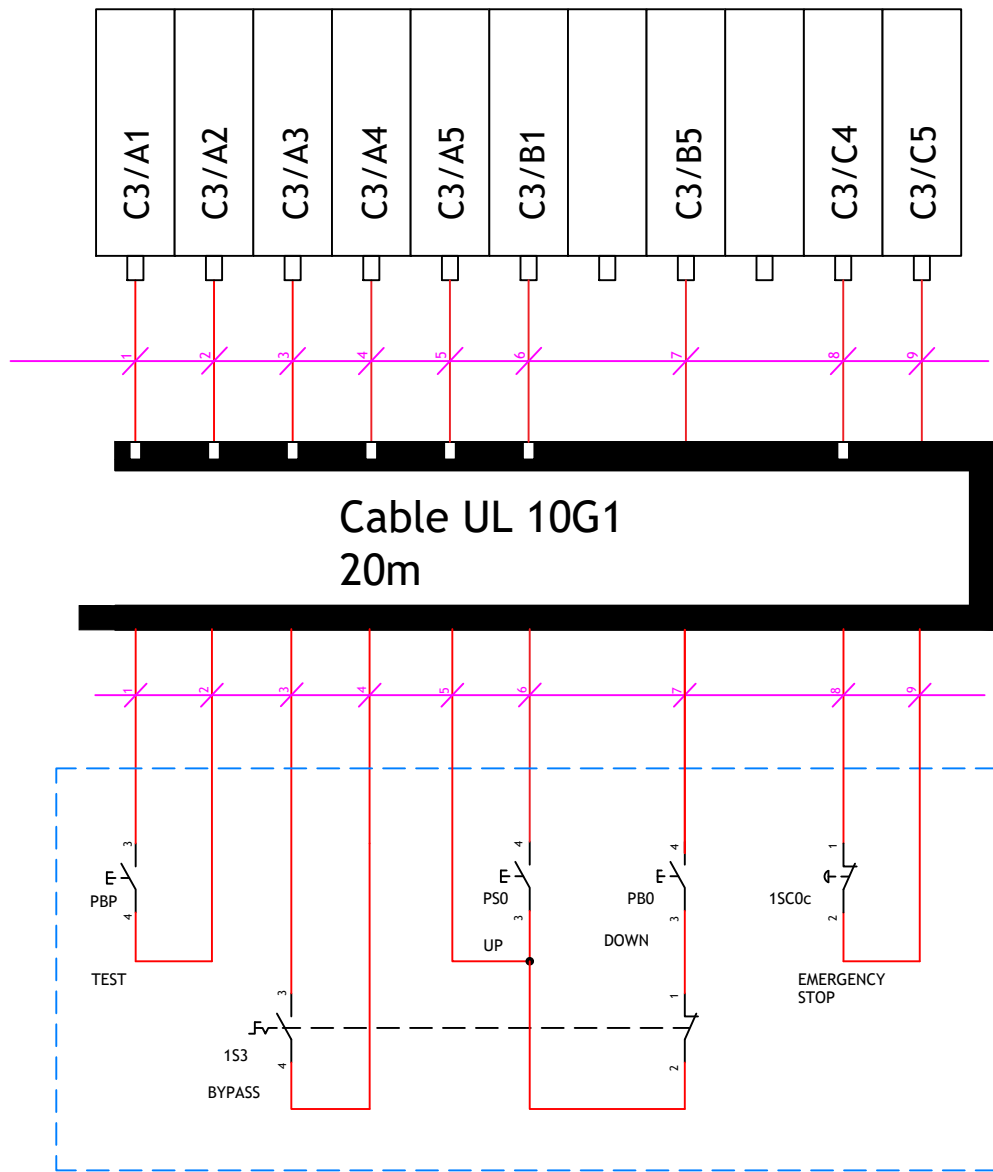 C3/A1
C3/A2
C3/A3
C3/A4
C3/A5
C3/B1
C3/B5
C3/C4
C3/C5
1
2
3
4
5
6
7
8
9
Cable UL 10G1
20m
1
2
3
4
5
6
7
8
9
3
PBP
4
TEST
4
PS0
3
UP
4
PB0
3
DOWN
1
1SC0c
2
EMERGENCY
STOP
3
1S3
4
BYPASS
1
2